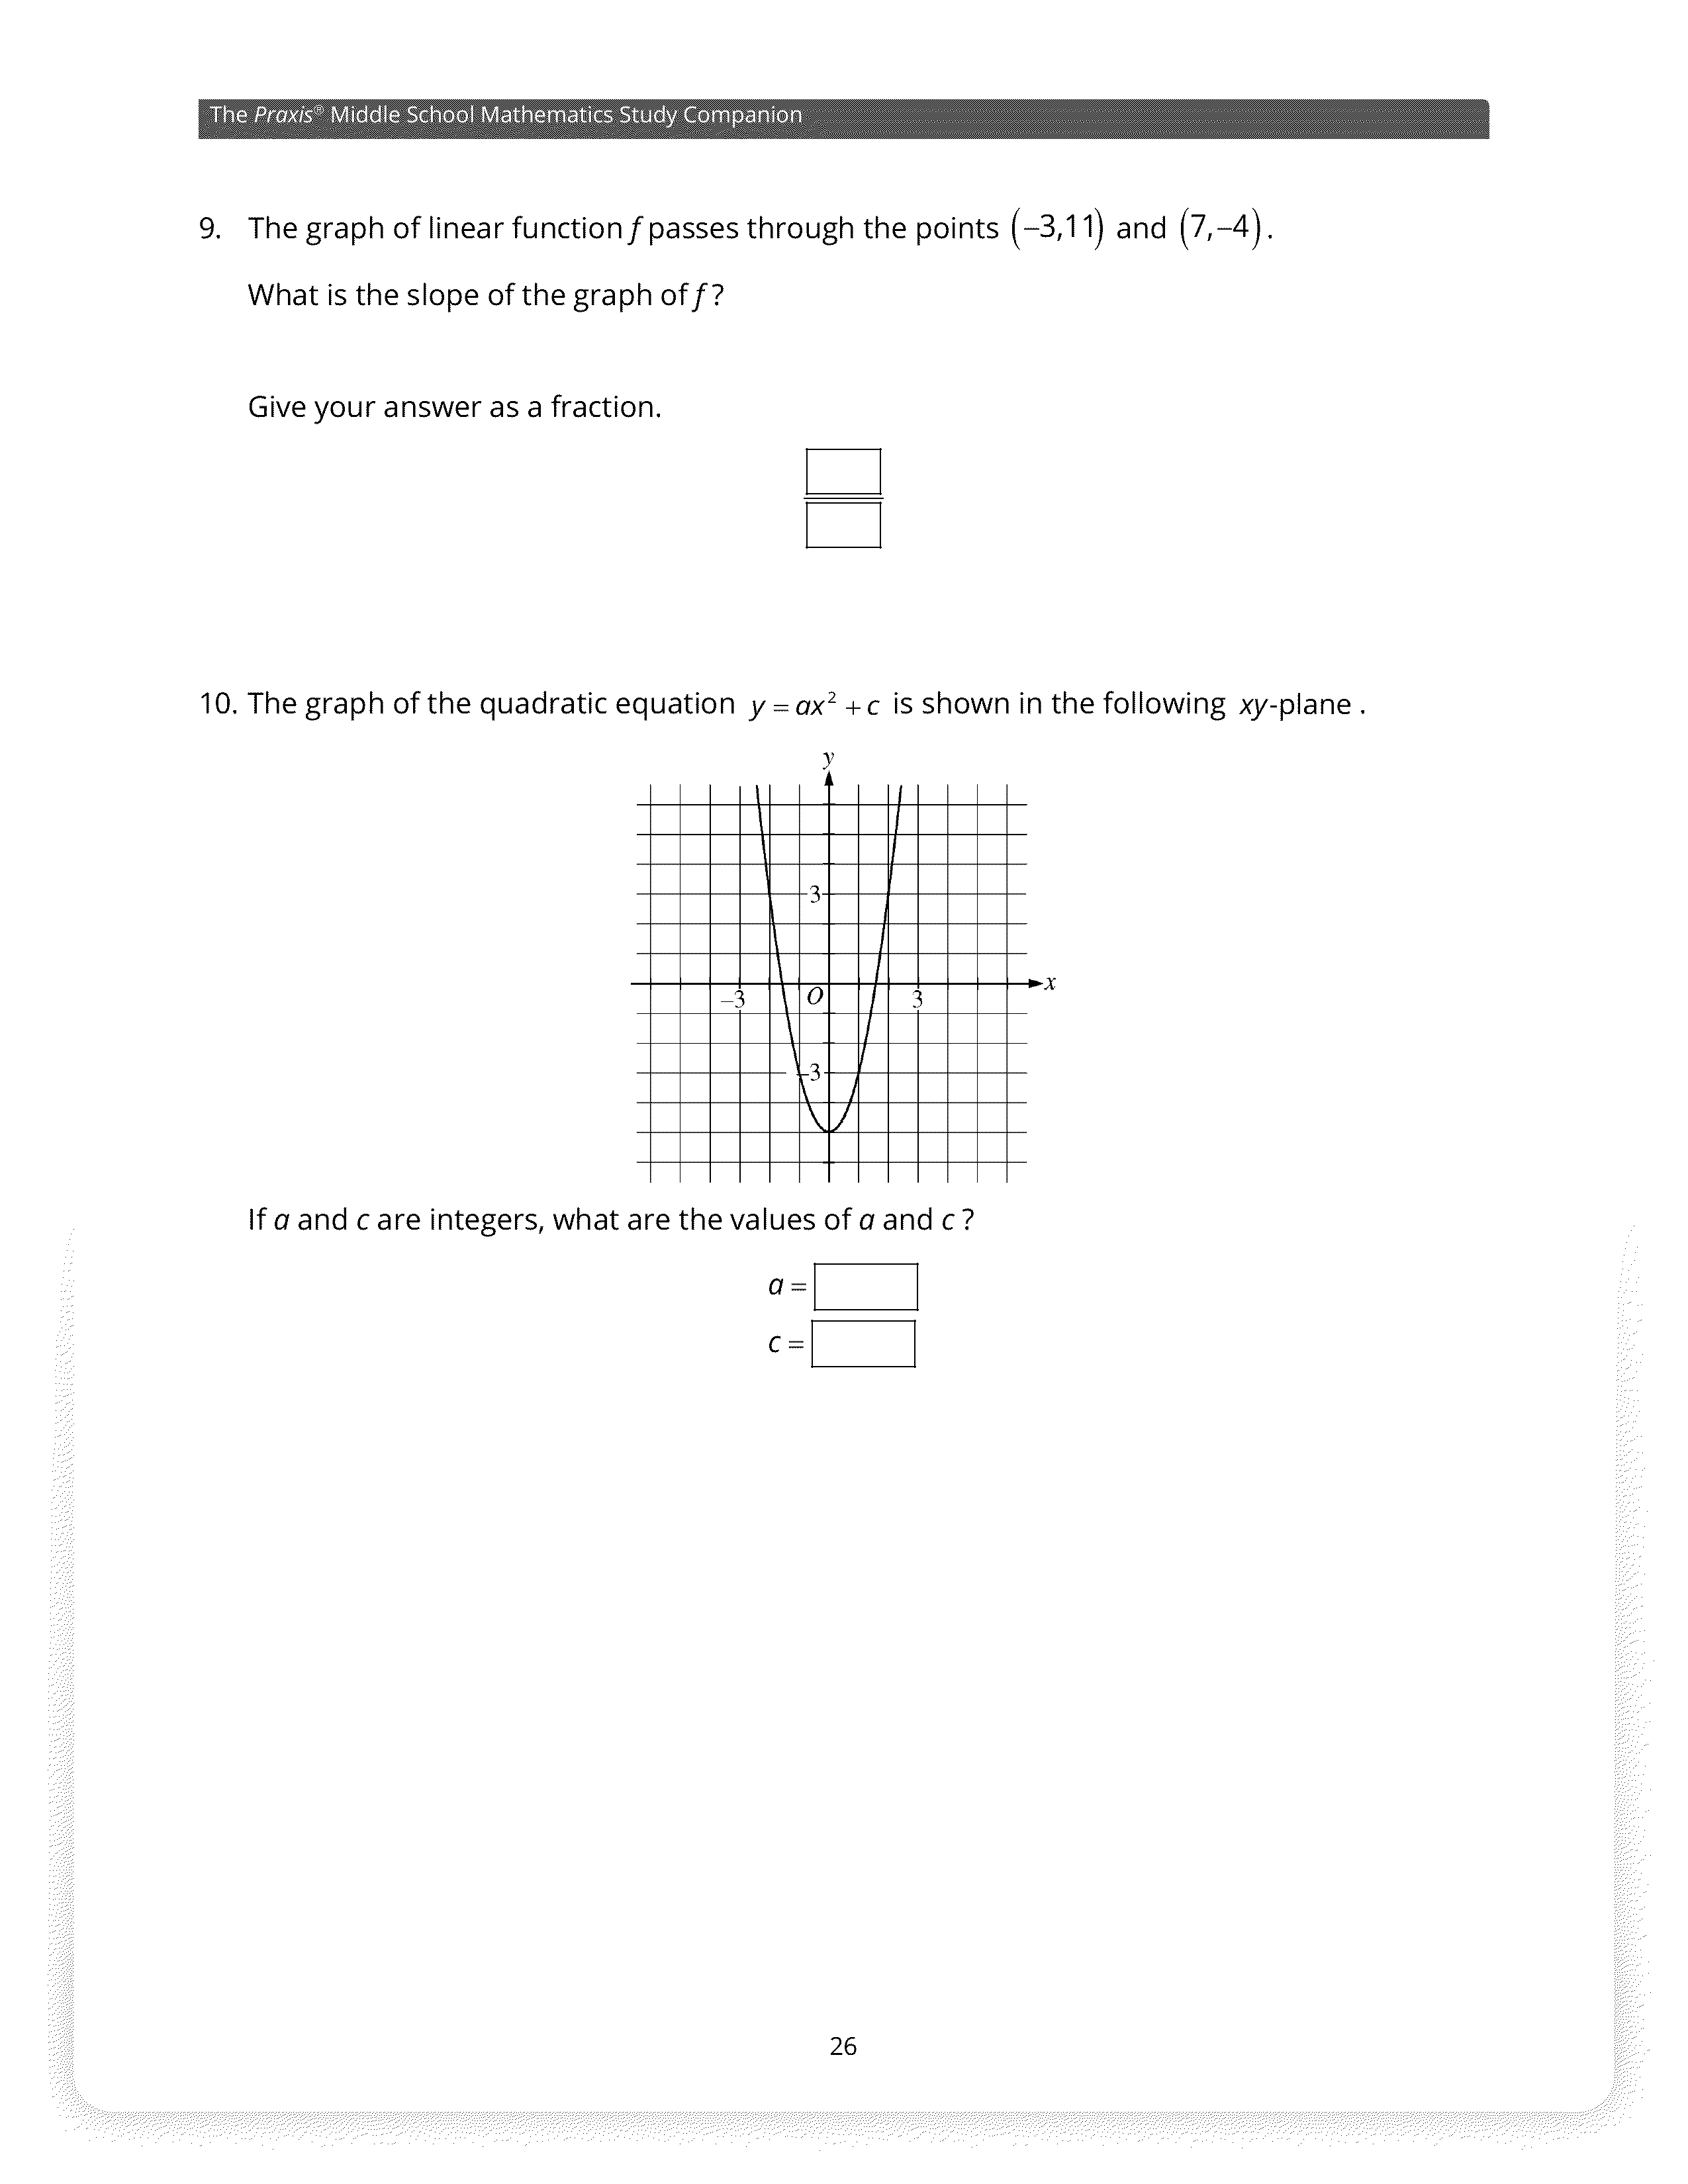 The Praxis® Middle School Mathematics Study Companion
9. The graph of linear function f passes through the points (–3,11) and (7,–4).
What is the slope of the graph of f ?
Give your answer as a fraction.
10. The graph of the quadratic equation y = ax² + c is shown in the following xy-plane .
y
3
–3 O 3 x
–3
If a and c are integers, what are the values of a and c ?
a =
c =
26